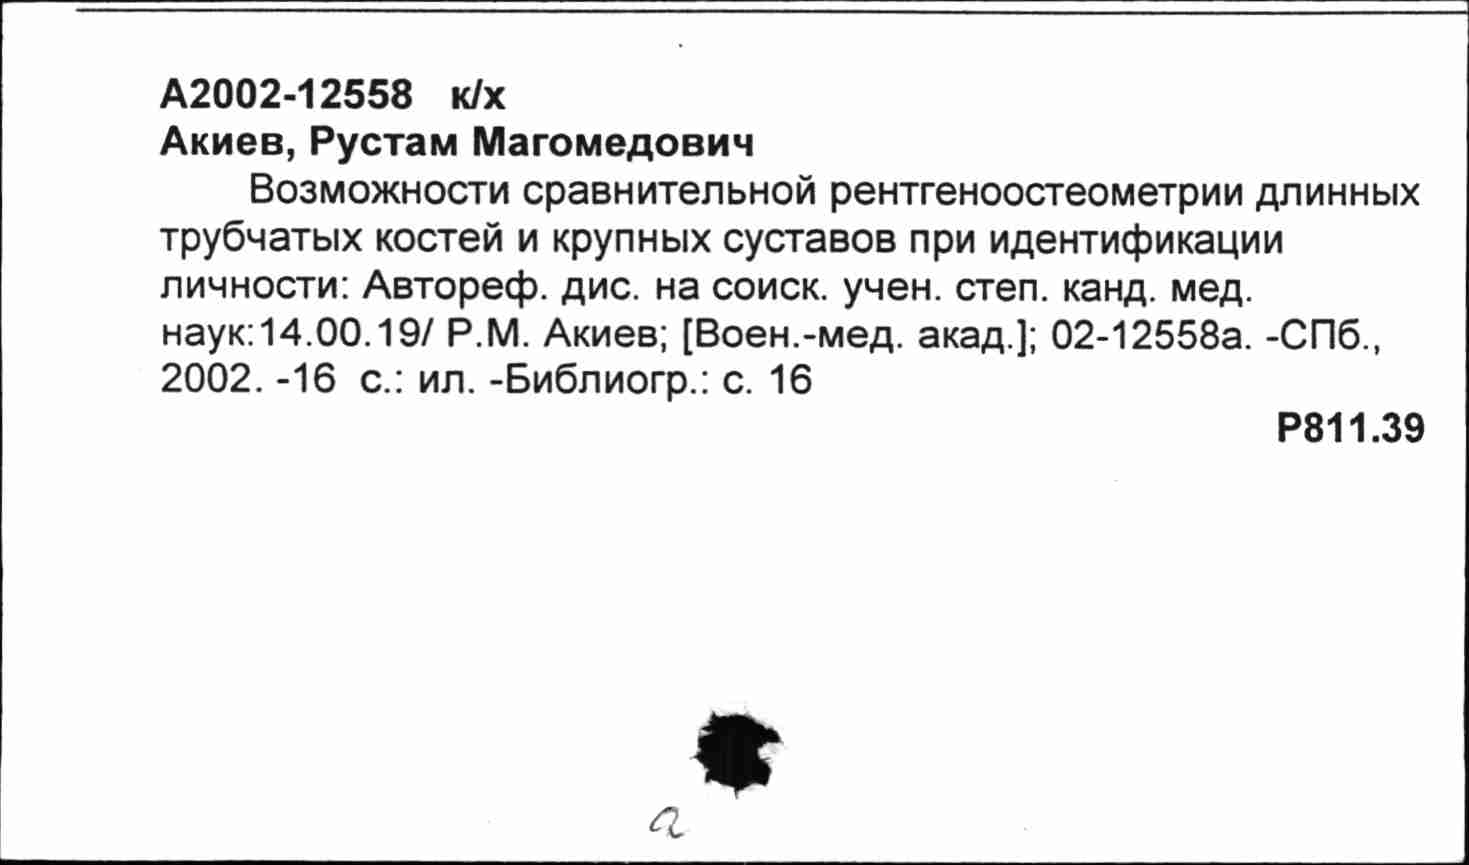 А2002-12558 к/х
Акиев, Рустам Магомедович
Возможности сравнительной рентгеноостеометрии длинных
трубчатых костей и крупных суставов при идентификации
личности: Автореф. дис. на соиск. учен. степ. канд. мед.
наук:14.00.19/ Р.М. Акиев; [Воен.-мед. акад.]; 02-12558а. -СПб.,
2002. -16 с.: ил. -Библиогр.: с. 16
Р811.39
а